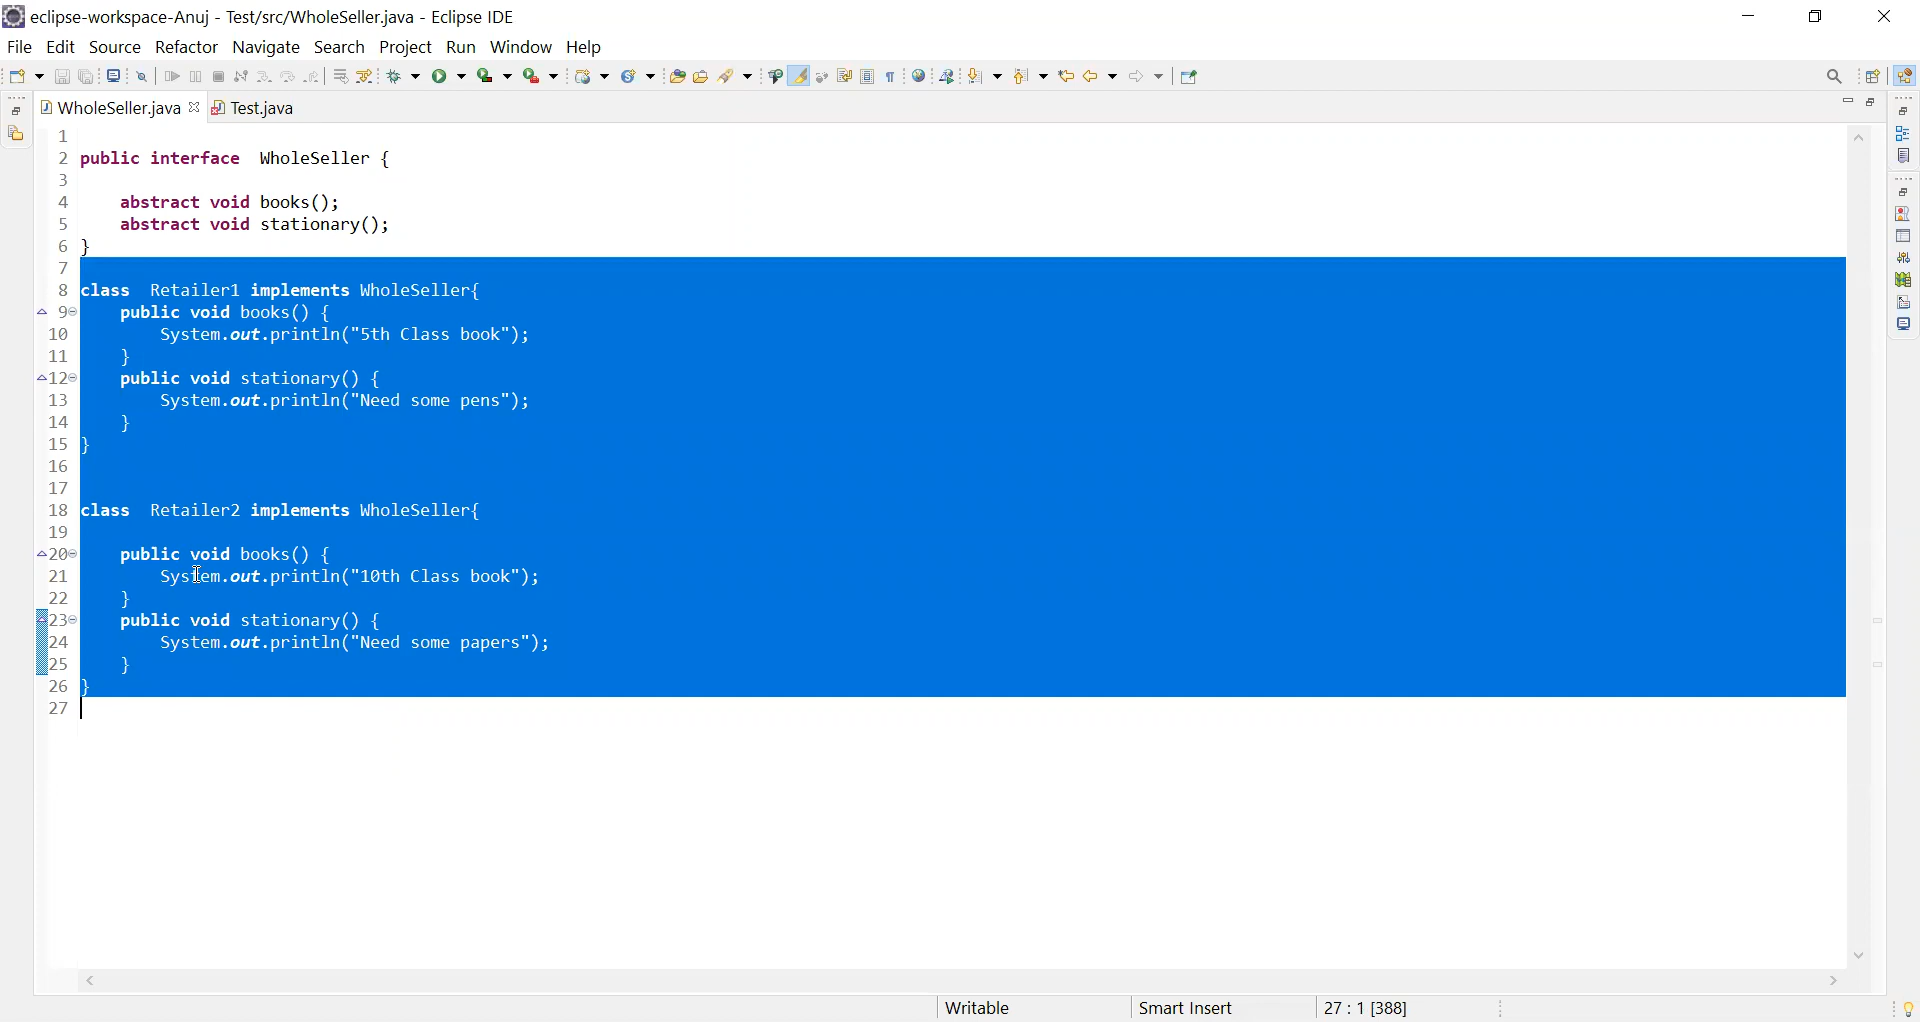 eclipse-workspace-Anuj - Test/src/WholeSeller.java - Eclipse IDE
File Edit Source Refactor Navigate Search Project Run Window Help
WholeSeller.java Test.java
1
2 public interface  WholeSeller {
3
4     abstract void books();
5     abstract void stationary();
6 }
7
8 class  Retailer1 implements WholeSeller{
9     public void books() {
10         System.out.println("5th Class book");
11     }
12     public void stationary() {
13         System.out.println("Need some pens");
14     }
15 }
16
17
18 class  Retailer2 implements WholeSeller{
19
20     public void books() {
21         System.out.println("10th Class book");
22     }
23     public void stationary() {
24         System.out.println("Need some papers");
25     }
26 }
27
Writable Smart Insert 27 : 1 [388]